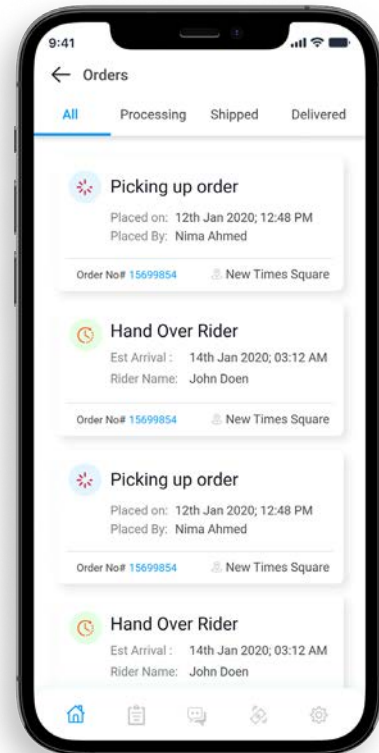 9:41
Orders
All Processing Shipped Delivered
Picking up order
Placed on: 12th Jan 2020; 12:48 PM
Placed By: Nima Ahmed
Order No# 15699854 New Times Square
Hand Over Rider
Est Arrival : 14th Jan 2020; 03:12 AM
Rider Name: John Doen
Order No# 15699854 New Times Square
Picking up order
Placed on: 12th Jan 2020; 12:48 PM
Placed By: Nima Ahmed
Order No# 15699854 New Times Square
Hand Over Rider
Est Arrival : 14th Jan 2020; 03:12 AM
Rider Name: John Doen